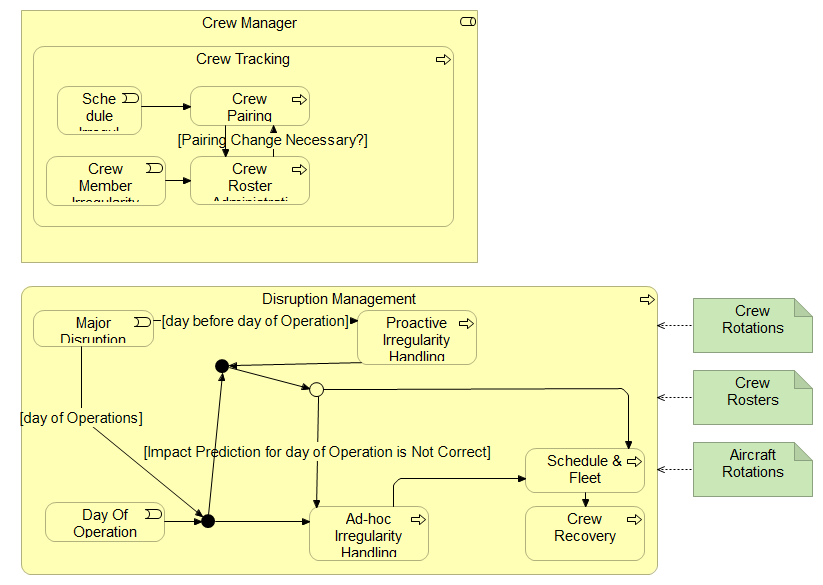 Crew Manager
Crew Tracking
Sche
dule
Crew
Pairing
[Pairing Change Necessary?]
Crew
Member
Irregularity
Crew
Roster
Administrati
Disruption Management
Major
Disruption
[day before day of Operation]
Proactive
Irregularity
Handling
[day of Operations]
[Impact Prediction for day of Operation is Not Correct]
Day Of
Operation
Ad-hoc
Irregularity
Handling
Schedule &
Fleet
Crew
Recovery
Crew
Rotations
Crew
Rosters
Aircraft
Rotations